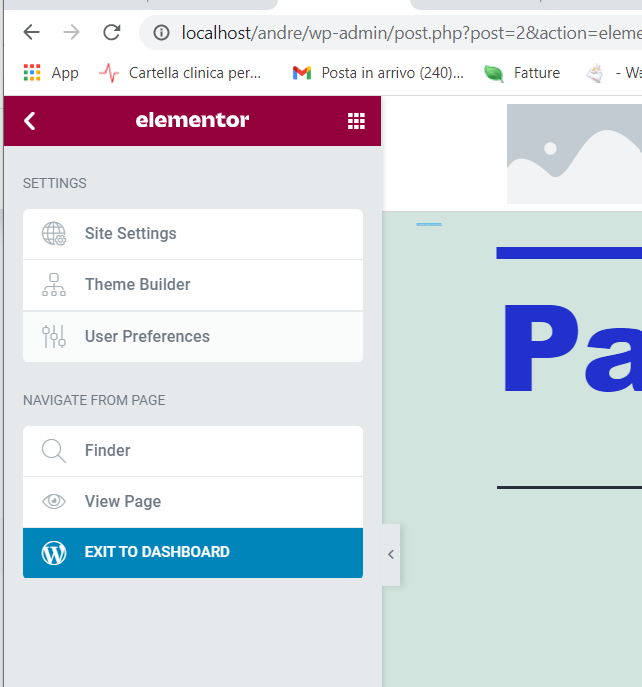 localhost/andre/wp-admin/post.php?post=2&action=eleme
App
Cartella clinica per...
Posta in arrivo (240)...
Fatture
elementor
SETTINGS
Site Settings
Theme Builder
User Preferences
NAVIGATE FROM PAGE
Finder
View Page
EXIT TO DASHBOARD
Pa